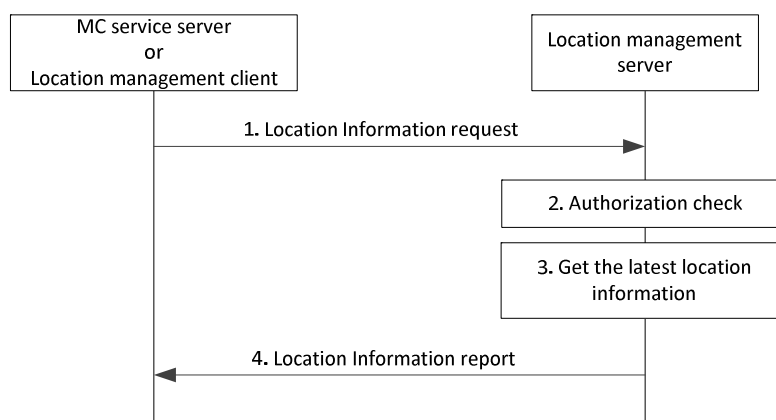 MC service server
or
Location management client
Location management
server
1. Location Information request
2. Authorization check
3. Get the latest location
information
4. Location Information report